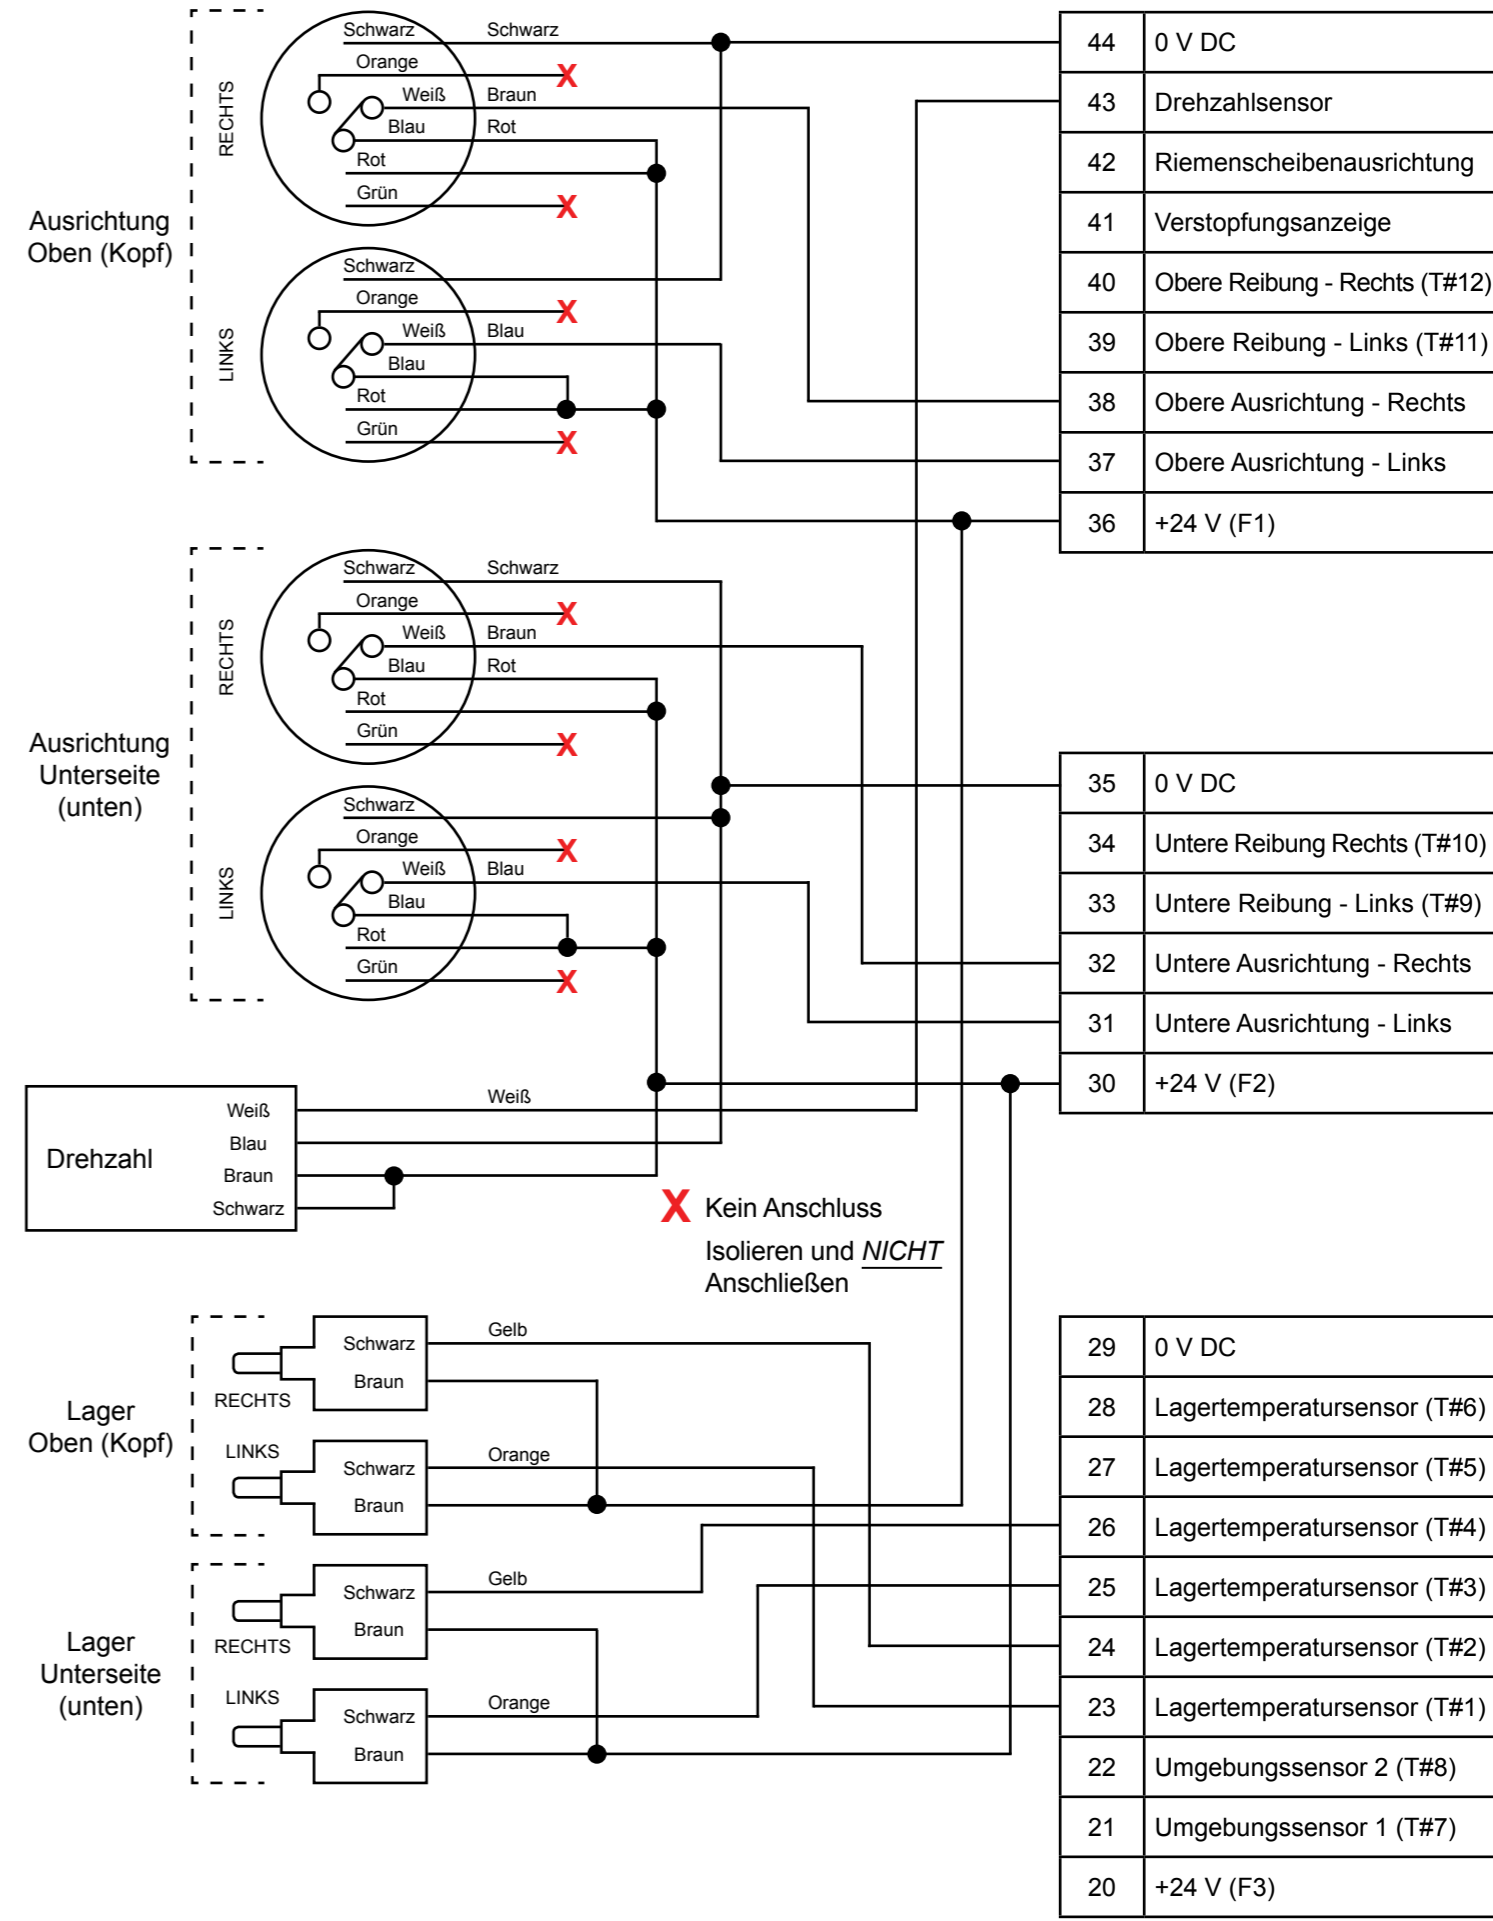 Ausrichtung
Oben (Kopf)
RECHTS
Schwarz Schwarz
Orange X
Weiß Braun
Blau Rot
Rot
Grün X
LINKS
Schwarz
Orange X
Weiß Blau
Blau
Rot
Grün X
44 0 V DC
43 Drehzahlsensor
42 Riemenscheibenausrichtung
41 Verstopfungsanzeige
40 Obere Reibung - Rechts (T#12)
39 Obere Reibung - Links (T#11)
38 Obere Ausrichtung - Rechts
37 Obere Ausrichtung - Links
36 +24 V (F1)
Ausrichtung
Unterseite
(unten)
RECHTS
Schwarz Schwarz
Orange X
Weiß Braun
Blau Rot
Rot
Grün X
LINKS
Schwarz
Orange X
Weiß Blau
Blau
Rot
Grün X
35 0 V DC
34 Untere Reibung Rechts (T#10)
33 Untere Reibung - Links (T#9)
32 Untere Ausrichtung - Rechts
31 Untere Ausrichtung - Links
30 +24 V (F2)
Drehzahl
Weiß Weiß
Blau
Braun
Schwarz
X Kein Anschluss
Isolieren und NICHT
Anschließen
Lager
Oben (Kopf)
RECHTS
Schwarz Gelb
Braun
LINKS
Schwarz Orange
Braun
Lager
Unterseite
(unten)
RECHTS
Schwarz Gelb
Braun
LINKS
Schwarz Orange
Braun
29 0 V DC
28 Lagertemperatursensor (T#6)
27 Lagertemperatursensor (T#5)
26 Lagertemperatursensor (T#4)
25 Lagertemperatursensor (T#3)
24 Lagertemperatursensor (T#2)
23 Lagertemperatursensor (T#1)
22 Umgebungssensor 2 (T#8)
21 Umgebungssensor 1 (T#7)
20 +24 V (F3)